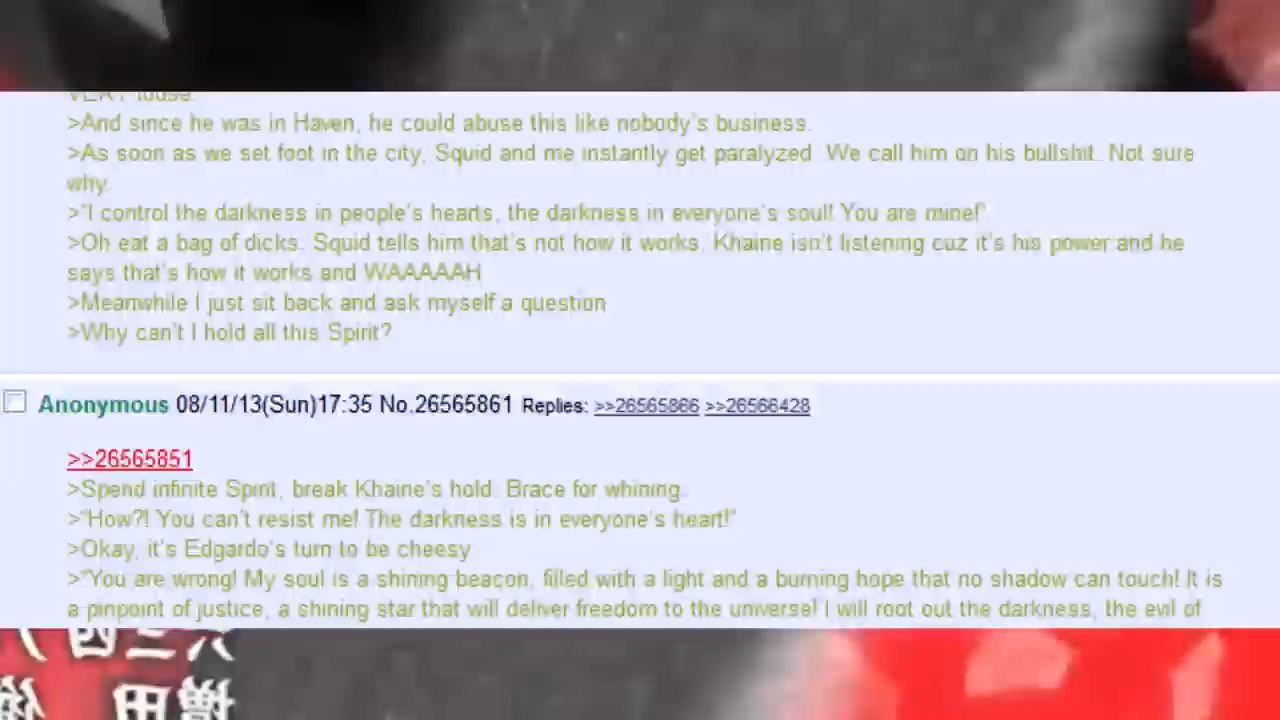 VERY loose.
>And since he was in Haven, he could abuse this like nobody's business.
>As soon as we set foot in the city, Squid and me instantly get paralyzed. We call him on his bullshit. Not sure
why.
>"I control the darkness in people's hearts, the darkness in everyone's soul! You are mine!"
>Oh eat a bag of dicks. Squid tells him that's not how it works, Khaine isn't listening cuz it's his power and he
says that's how it works and WAAAAAH
>Meanwhile I just sit back and ask myself a question
>Why can't I hold all this Spirit?
Anonymous 08/11/13(Sun)17:35 No.26565861 Replies: >>26565866 >>26566428
>>26565851
>Spend infinite Spirit, break Khaine's hold. Brace for whining.
>"How?! You can't resist me! The darkness is in everyone's heart!"
>Okay, it's Edgardo's turn to be cheesy
>"You are wrong! My soul is a shining beacon, filled with a light and a burning hope that no shadow can touch! It is
a pinpoint of justice, a shining star that will deliver freedom to the universe! I will root out the darkness, the evil of